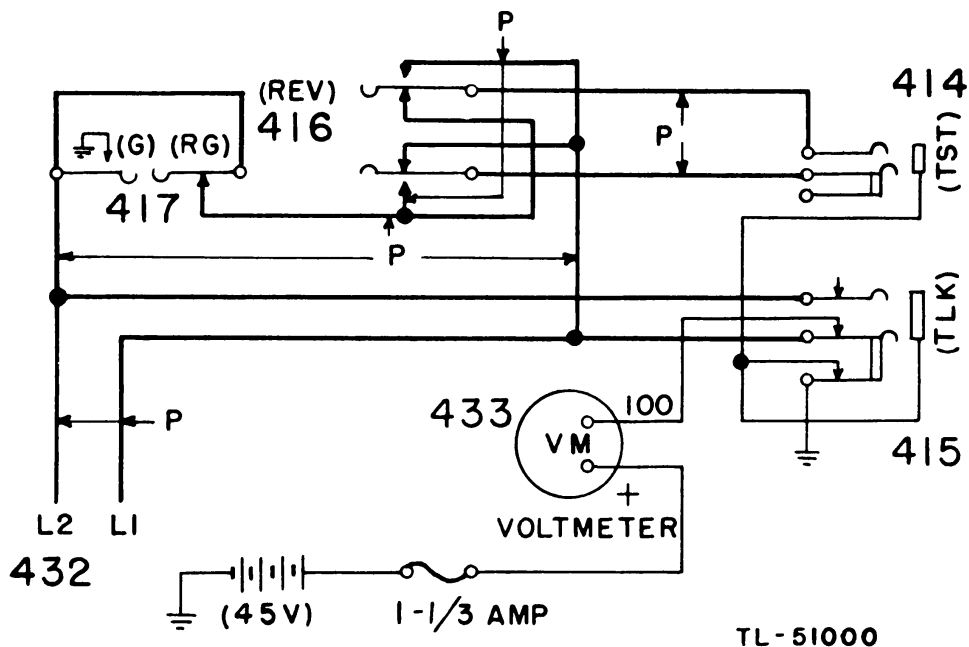 P
414
(REV)
416
(G) (RG)
P
(TST)
417
P
(TLK)
433
100
VM
P
415
+
L2 L1
VOLTMETER
432
(45V)
1-1/3 AMP
TL-51000